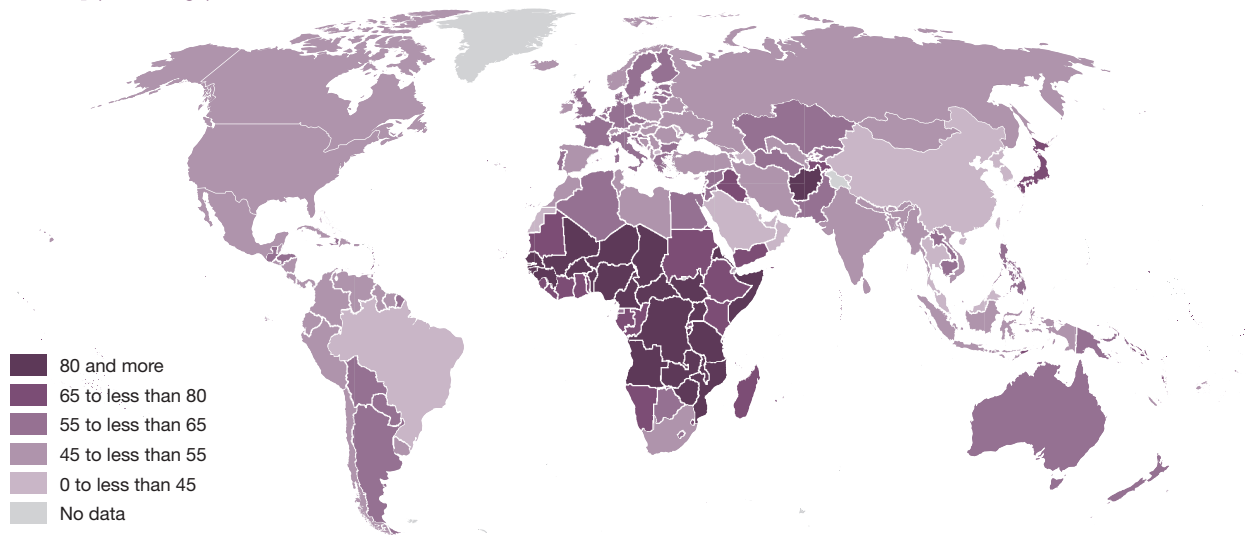 80 and more
65 to less than 80
55 to less than 65
45 to less than 55
0 to less than 45
No data